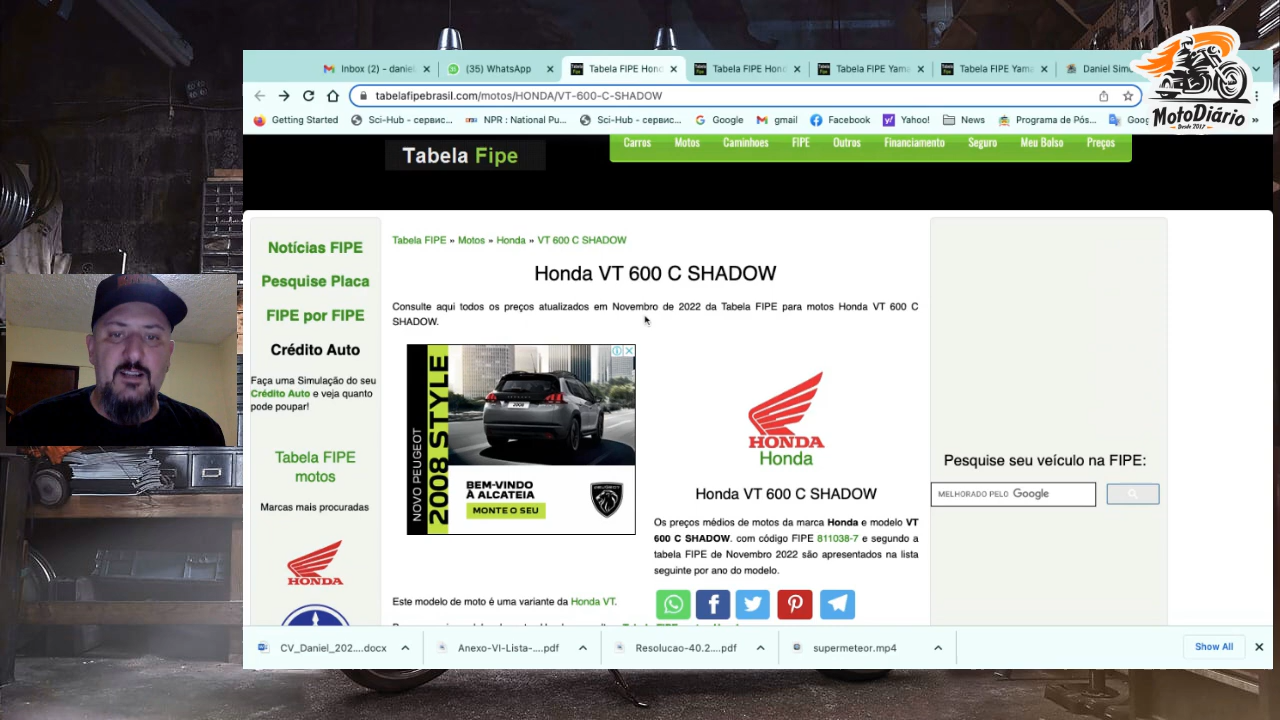 MotoDiário
Desde 2017
Inbox (2) - daniel
(35) WhatsApp
Tabela FIPE Hond
Tabela FIPE Hond
Tabela FIPE Yama
Tabela FIPE Yama
Daniel Sim
tabelafipebrasil.com/motos/HONDA/VT-600-C-SHADOW
Getting Started
Sci-Hub - сервис...
NPR : National Pu...
Sci-Hub - сервис...
Google
gmail
Facebook
Yahoo!
News
Programa de Pós...
Goog
Tabela Fipe
Carros
Motos
Caminhoes
FIPE
Outros
Financiamento
Seguro
Meu Bolso
Preços
Notícias FIPE
Pesquise Placa
FIPE por FIPE
Crédito Auto
Faça uma Simulação do seu
Crédito Auto e veja quanto
pode poupar!
Tabela FIPE
motos
Marcas mais procuradas
HONDA
Tabela FIPE » Motos » Honda » VT 600 C SHADOW
Honda VT 600 C SHADOW
Consulte aqui todos os preços atualizados em Novembro de 2022 da Tabela FIPE para motos Honda VT 600 C
SHADOW.
NOVO PEUGEOT
2008 STYLE
2008
BEM-VINDO
À ALCATEIA
MONTE O SEU
HONDA
Honda
Honda VT 600 C SHADOW
Os preços médios de motos da marca Honda e modelo VT
600 C SHADOW. com código FIPE 811038-7 e segundo a
tabela FIPE de Novembro 2022 são apresentados na lista
seguinte por ano do modelo.
Este modelo de moto é uma variante da Honda VT.
Pesquise seu veículo na FIPE:
MELHORADO PELO Google
CV_Daniel_202....docx
Anexo-VI-Lista-....pdf
Resolucao-40.2....pdf
supermeteor.mp4
Show All